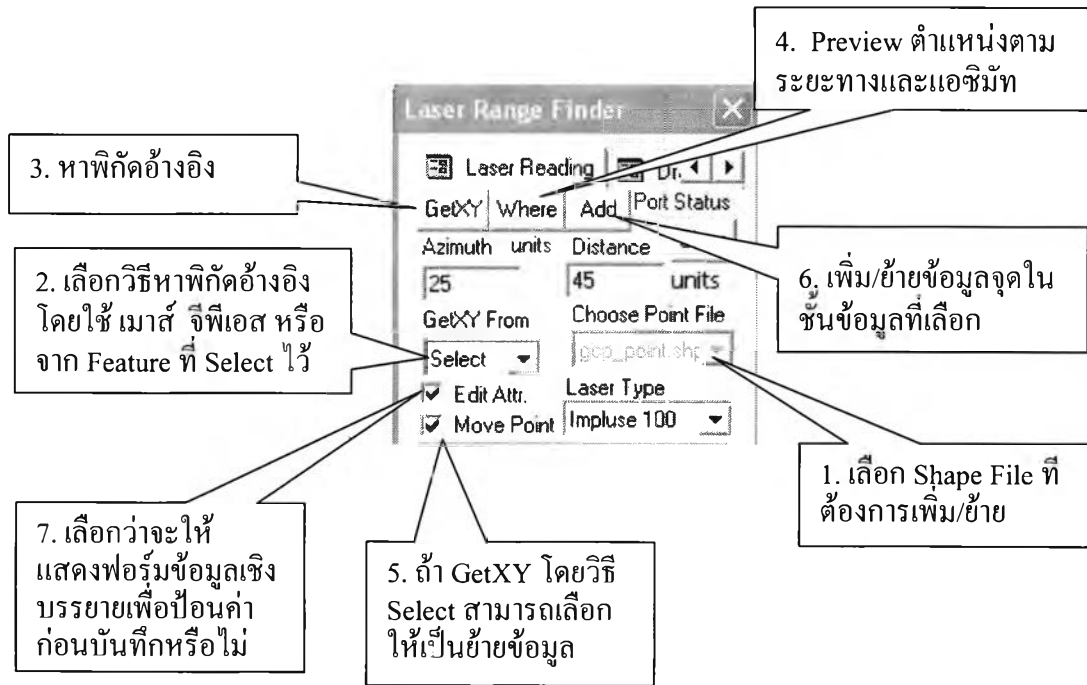 4. Preview ตำแหน่งตาม
ระยะทางและแอซิมัท
Laser Range Finder
3. หาพิกัดอ้างอิง
Laser Reading
GetXY Where Add Port Status
Azimuth units Distance
25 45 units
2. เลือกวิธีหาพิกัดอ้างอิง
โดยใช้ เมาส์ จีพีเอส หรือ
จาก Feature ที่ Select ไว้
6. เพิ่ม/ย้ายข้อมูลจุดใน
ชั้นข้อมูลที่เลือก
GetXY From Choose Point File
Select gcp_point.shp
Edit Attr. Laser Type
Move Point Impluse 100
1. เลือก Shape File ที่
ต้องการเพิ่ม/ย้าย
7. เลือกว่าจะให้
แสดงฟอร์มข้อมูลเชิง
บรรยายเพื่อป้อนค่า
ก่อนบันทึกหรือไม่
5. ถ้า GetXY โดยวิธี
Select สามารถเลือก
ให้เป็นย้ายข้อมูล